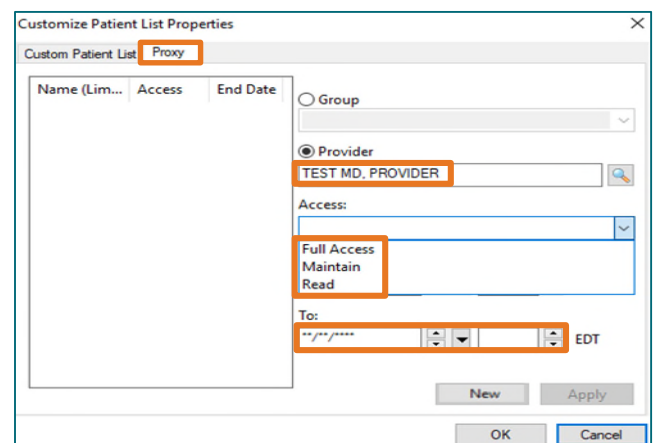 Customize Patient List Properties
Custom Patient List Proxy
Name (Lim... Access End Date
Group
Provider
TEST MD, PROVIDER
Access:
Full Access
Maintain
Read
To:
**/**/**** EDT
New Apply
OK Cancel